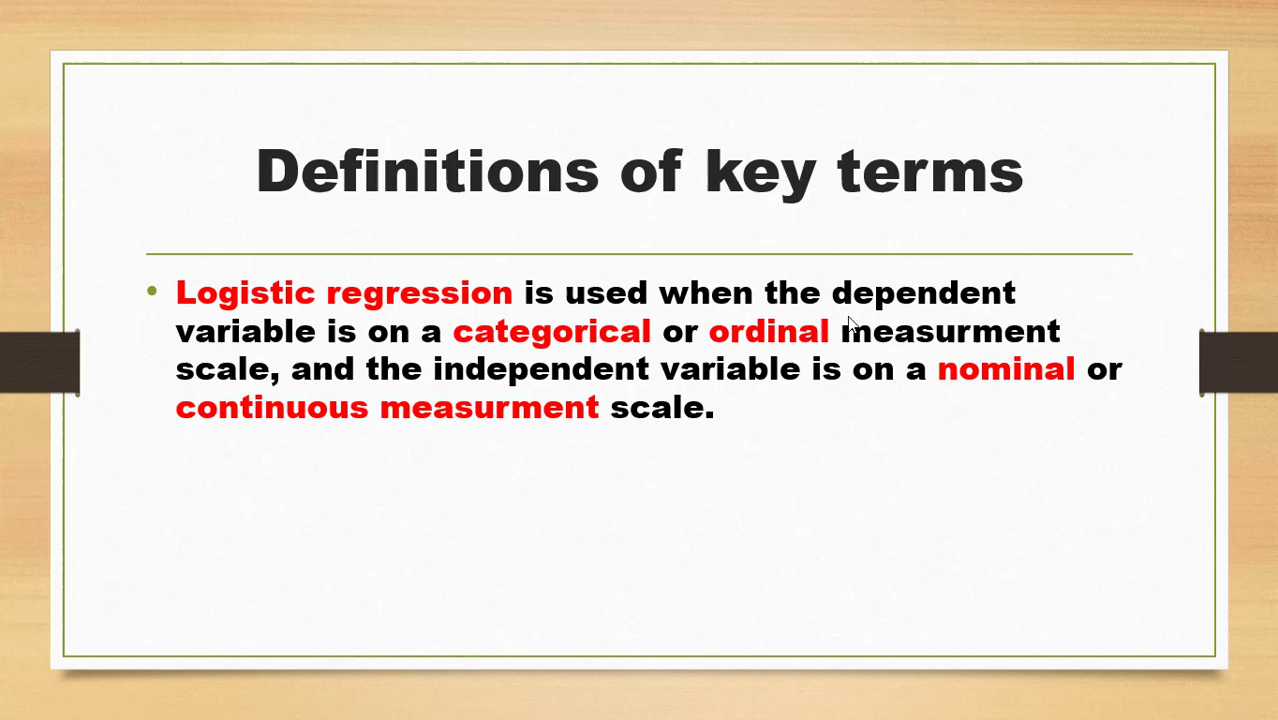 Definitions of key terms
• Logistic regression is used when the dependent
variable is on a categorical or ordinal measurment
scale, and the independent variable is on a nominal or
continuous measurment scale.